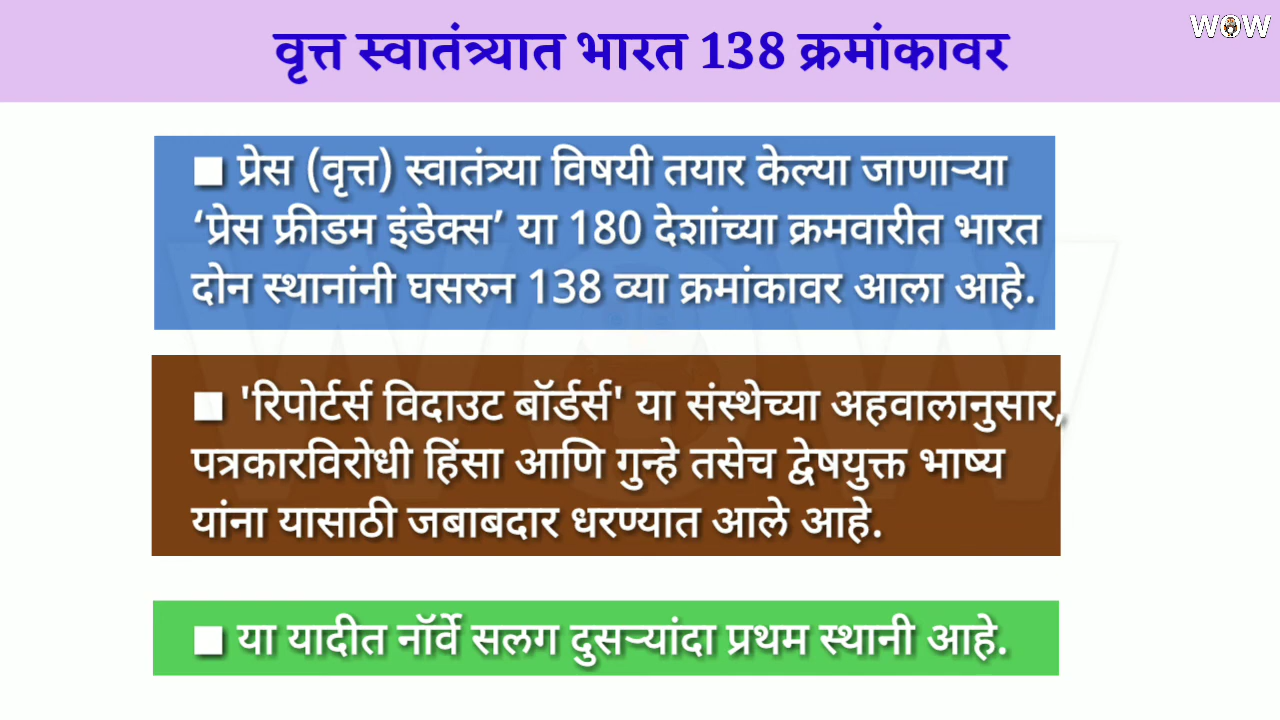 वृत्त स्वातंत्र्यात भारत 138 क्रमांकावर
WOW
■ प्रेस (वृत्त) स्वातंत्र्या विषयी तयार केल्या जाणाऱ्या
‘प्रेस फ्रीडम इंडेक्स’ या 180 देशांच्या क्रमवारीत भारत
दोन स्थानांनी घसरुन 138 व्या क्रमांकावर आला आहे.
■ 'रिपोर्टर्स विदाउट बॉर्डर्स' या संस्थेच्या अहवालानुसार,
पत्रकारविरोधी हिंसा आणि गुन्हे तसेच द्वेषयुक्त भाष्य
यांना यासाठी जबाबदार धरण्यात आले आहे.
■ या यादीत नॉर्वे सलग दुसऱ्यांदा प्रथम स्थानी आहे.